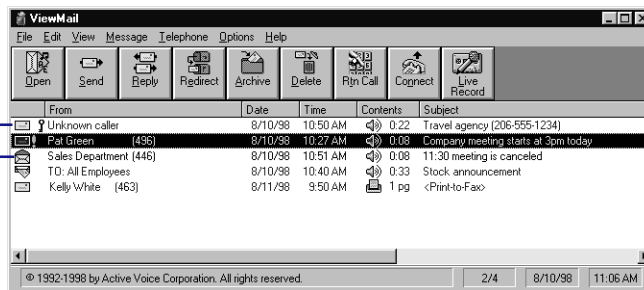 ViewMail
File Edit View Message Telephone Options Help
Open Send Reply Redirect Archive Delete Rtn Call Connect Live Record
From Date Time Contents Subject
Unknown caller 8/10/98 10:50 AM 0:22 Travel agency (206-555-1234)
Pat Green (496) 8/10/98 10:27 AM 0:08 Company meeting starts at 3pm today
Sales Department (446) 8/10/98 10:51 AM 0:08 11:30 meeting is canceled
TO: All Employees 8/10/98 10:40 AM 0:33 Stock announcement
Kelly White (463) 8/11/98 9:50 AM 1 pg <Print-to-Fax>
© 1992-1998 by Active Voice Corporation. All rights reserved. 2/4 8/10/98 11:06 AM